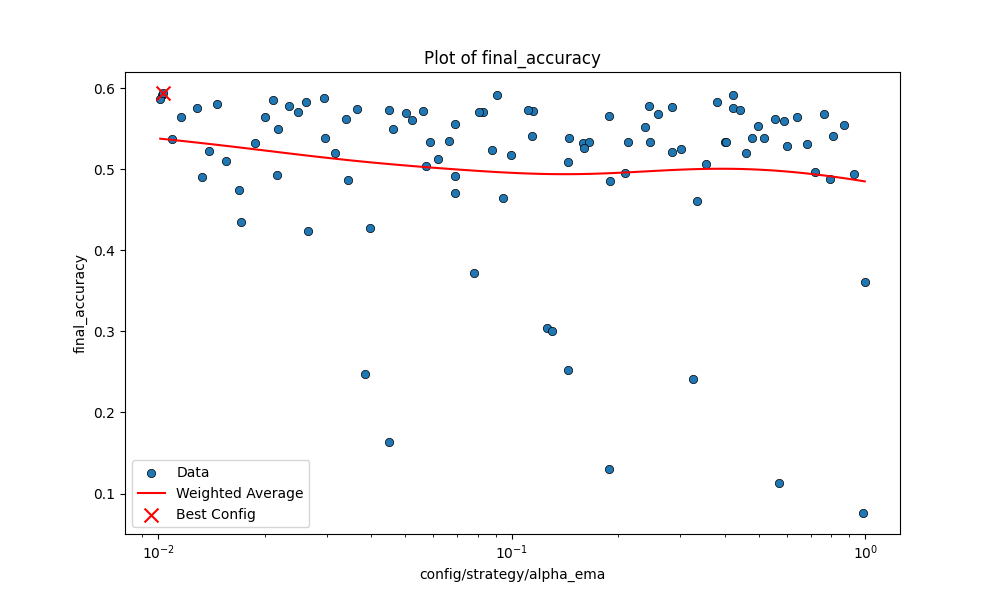 Plot of final_accuracy
final_accuracy
0.6
0.5
0.4
0.3
0.2
0.1
Data
Weighted Average
Best Config
10⁻²
10⁻¹
10⁰
config/strategy/alpha_ema